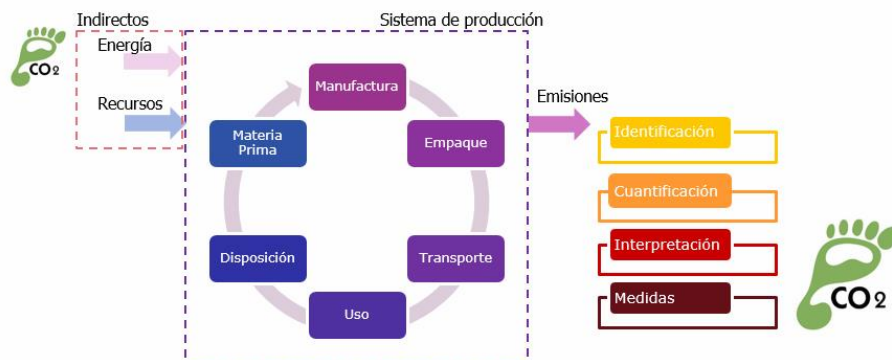 Indirectos
Sistema de producción
Energía
CO2
Recursos
Manufactura
Materia
Prima
Empaque
Disposición
Transporte
Uso
Emisiones
Identificación
Cuantificación
Interpretación
Medidas
CO2